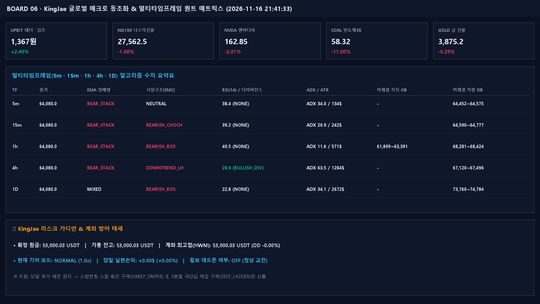 BOARD 06 · KingJae 글로벌 매크로 동조화 & 멀티타임프레임 퀀트 매트릭스 (2026-11-16 21:41:33)
UPBIT 테더
1,367원
+2.49%
NQ100 나스닥선물
27,562.5
-1.68%
NVDA 엔비디아
162.85
-2.01%
SOXL 반도체3X
58.32
-11.00%
GOLD 금 선물
3,875.2
-0.29%
멀티타임프레임(5m · 15m · 1h · 4h · 1D) 알고리즘 수치 요약표
TF 종가 EMA 정배열 시장구조(SMC) RSI(14) / 다이버전스 ADX / ATR 미체결 지지 OB 미체결 저항 OB
5m 64,080.0 BEAR_STACK NEUTRAL 38.4 (NONE) ADX 34.0 / 134$ - 64,452~64,575
15m 64,080.0 BEAR_STACK BEARISH_CHOCH 39.2 (NONE) ADX 20.9 / 242$ - 64,590~64,777
1h 64,080.0 BEAR_STACK BEARISH_BOS 40.5 (NONE) ADX 11.6 / 571$ 61,899~63,391 68,281~68,424
4h 64,080.0 BEAR_STACK DOWNTREND_LH 20.8 (BULLISH_DIV) ADX 63.5 / 1284$ - 67,120~67,496
1D 64,080.0 MIXED BEARISH_BOS 22.8 (NONE) ADX 34.1 / 2672$ - 73,760~74,784
KingJae 리스크 가디언 & 계좌 방어 태세
• 확정 원금: 53,000.03 USDT | 가용 잔고: 53,000.03 USDT | 계좌 최고점(HWM): 53,000.03 USDT (DD -0.00%)
• 현재 기어 모드: NORMAL (1.0x) | 당일 실현손익: +0.00$ (+0.00%) | 휩쏘 데드존 여부: OFF (정상 교전)